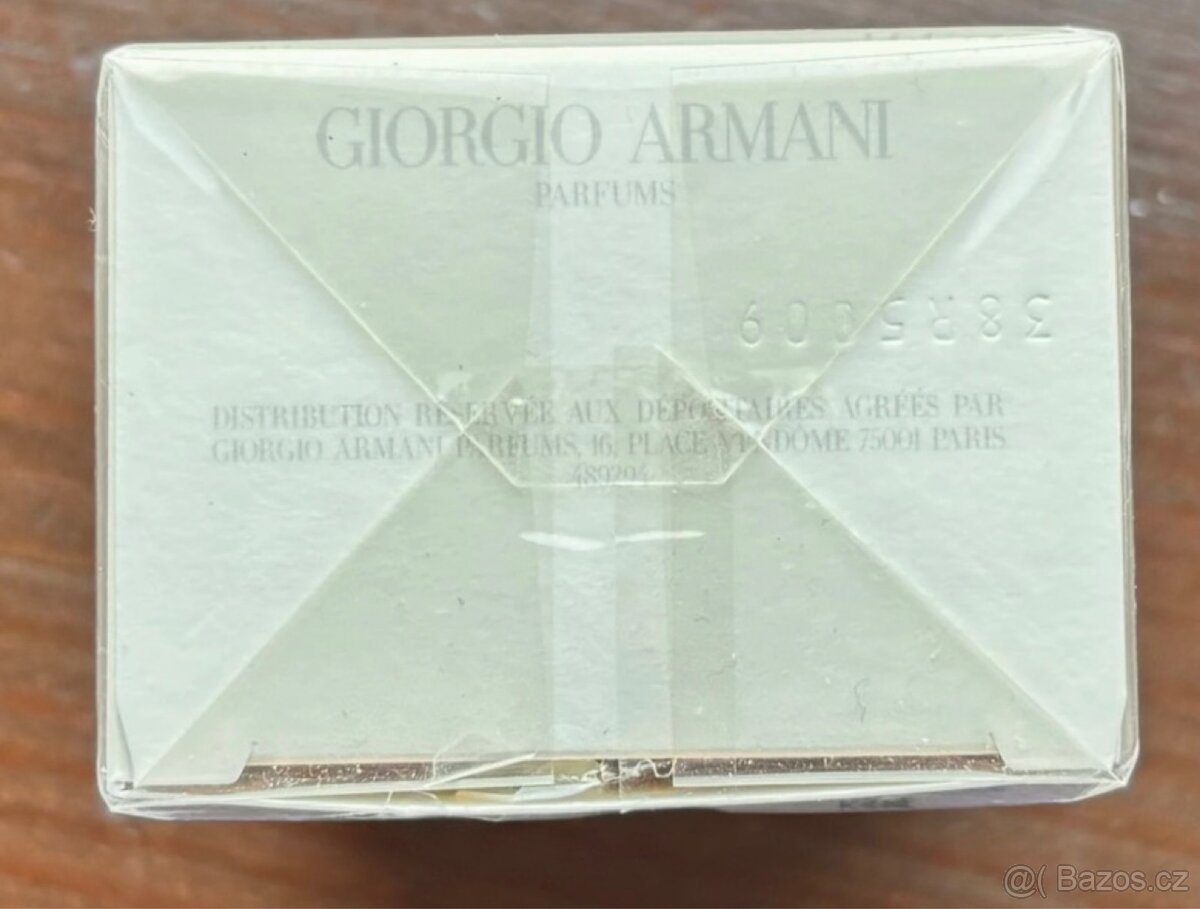 GIORGIO ARMANI
PARFUMS
38R5009
DISTRIBUTION RÉSERVÉE AUX DÉPOSITAIRES AGRÉÉS PAR
GIORGIO ARMANI PARFUMS, 16, PLACE VENDÔME 75001 PARIS
489204
@( Bazos.cz